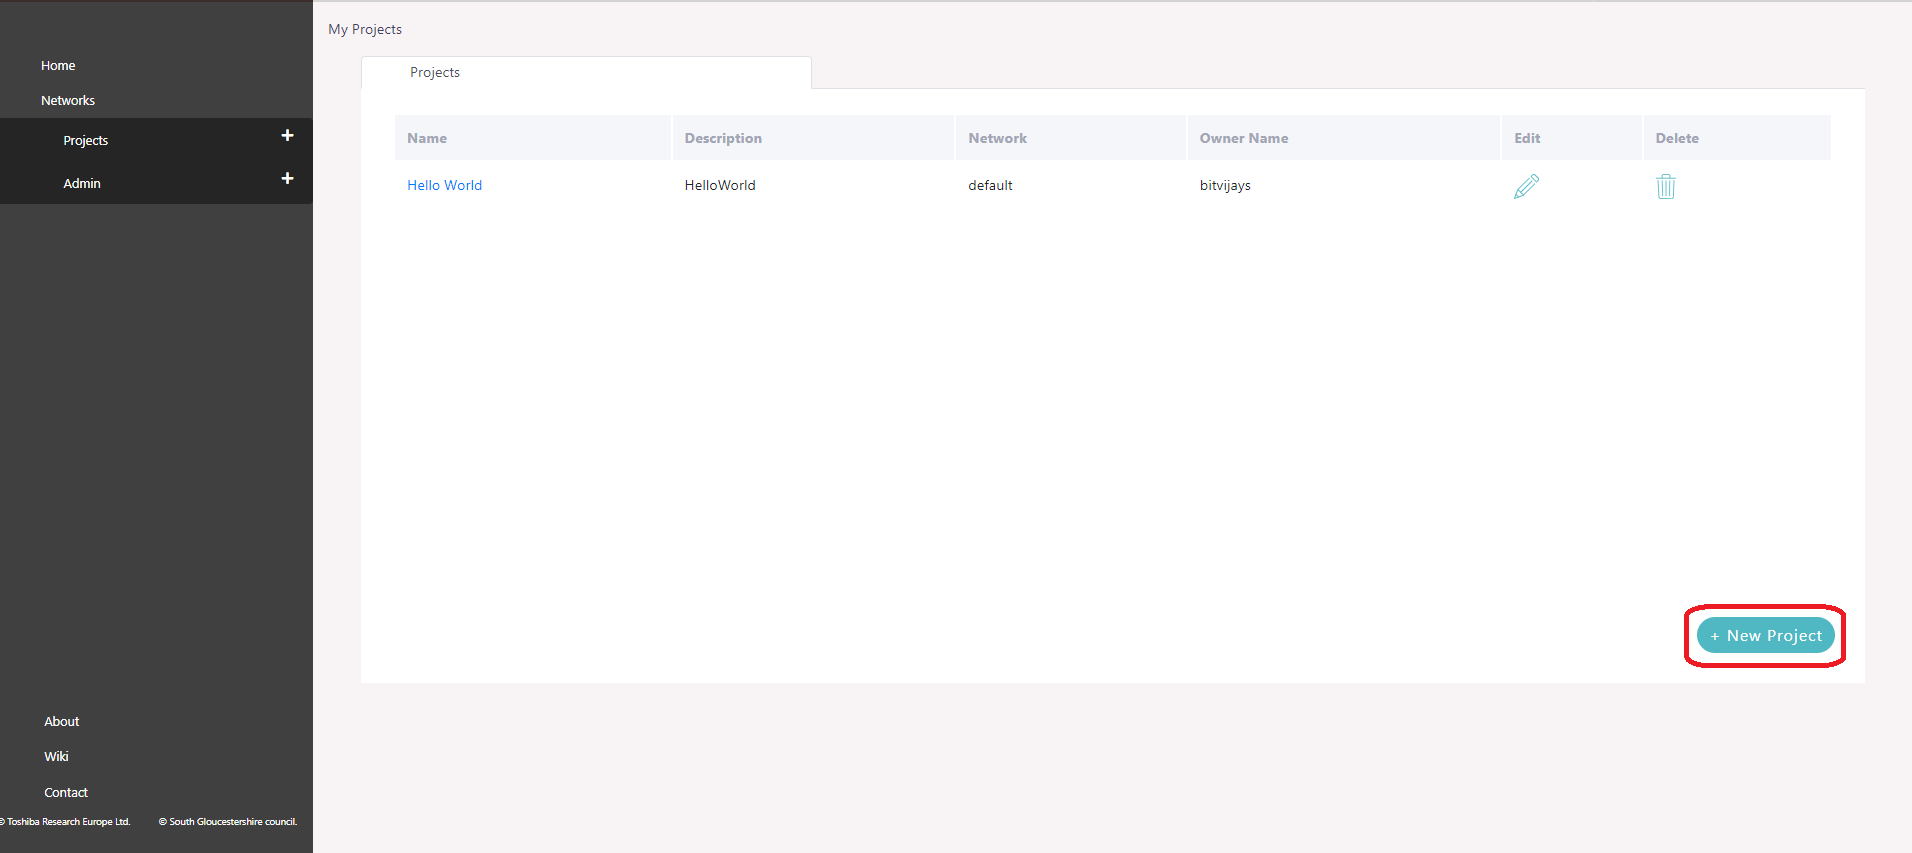 My Projects
Home
Networks
Projects +
Admin +
Projects
Name Description Network Owner Name Edit Delete
Hello World HelloWorld default bitvijays
+ New Project
About
Wiki
Contact
© Toshiba Research Europe Ltd. © South Gloucestershire council.